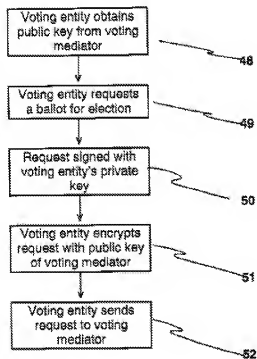 Voting entity obtains
public key from voting
mediator
48
Voting entity requests
a ballot for election
49
Request signed with
voting entity's private
key
50
Voting entity encrypts
request with public key
of voting mediator
51
Voting entity sends
request to voting
mediator
52